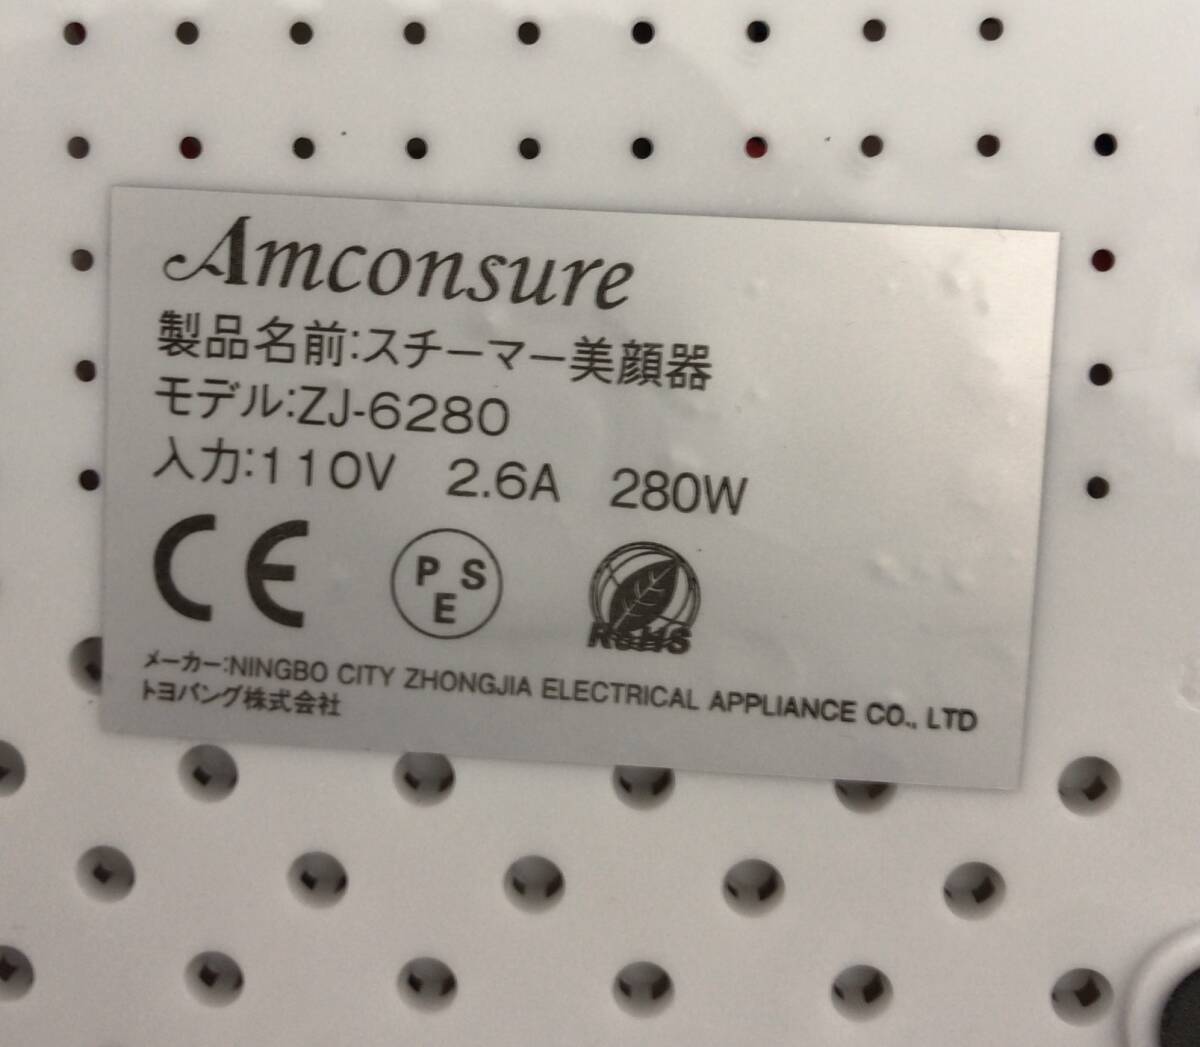 Amconsure
製品名前:スチーマー美顔器
モデル:ZJ-6280
入力:110V 2.6A 280W
CE PSE RoHS
メーカー:NINGBO CITY ZHONGJIA ELECTRICAL APPLIANCE CO., LTD
トヨバング株式会社